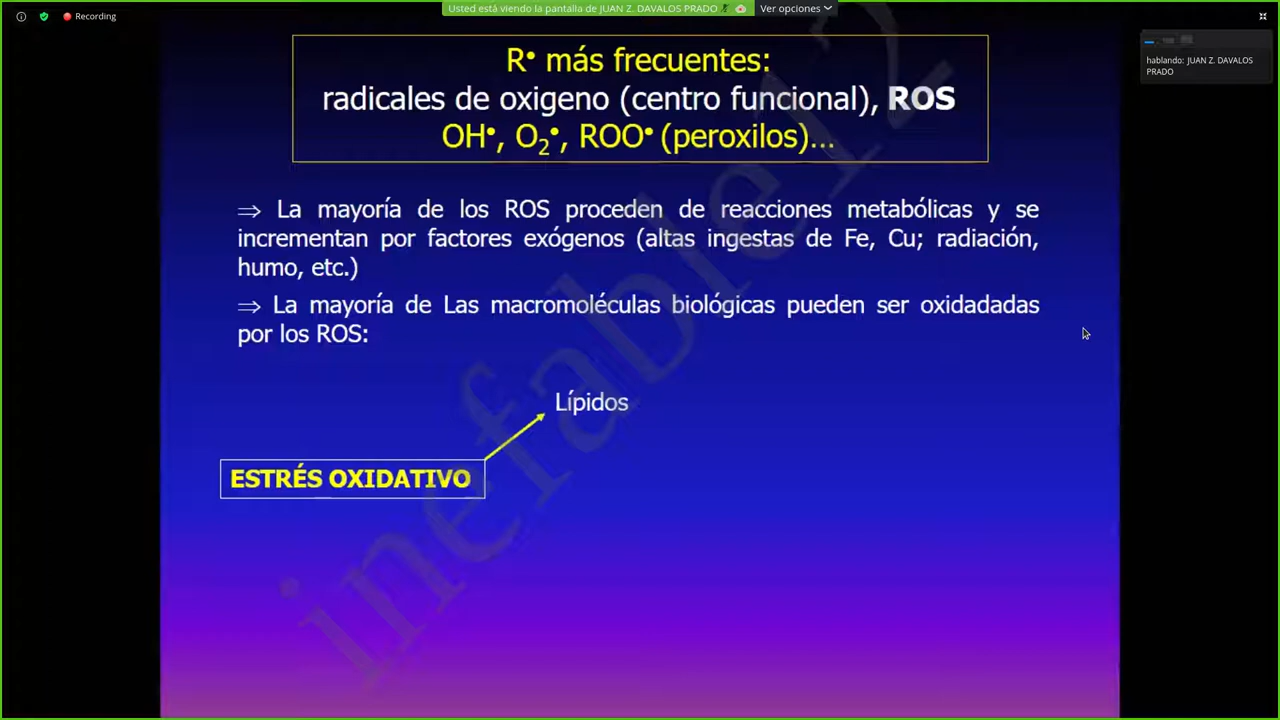 Recording
Usted está viendo la pantalla de JUAN Z. DAVALOS PRADO
Ver opciones
hablando: JUAN Z. DAVALOS
PRADO
R• más frecuentes:
radicales de oxigeno (centro funcional), ROS
OH•, O2•, ROO• (peroxilos)...
⇒ La mayoría de los ROS proceden de reacciones metabólicas y se
incrementan por factores exógenos (altas ingestas de Fe, Cu; radiación,
humo, etc.)
⇒ La mayoría de Las macromoléculas biológicas pueden ser oxidadadas
por los ROS:
Lípidos
ESTRÉS OXIDATIVO
inefable12